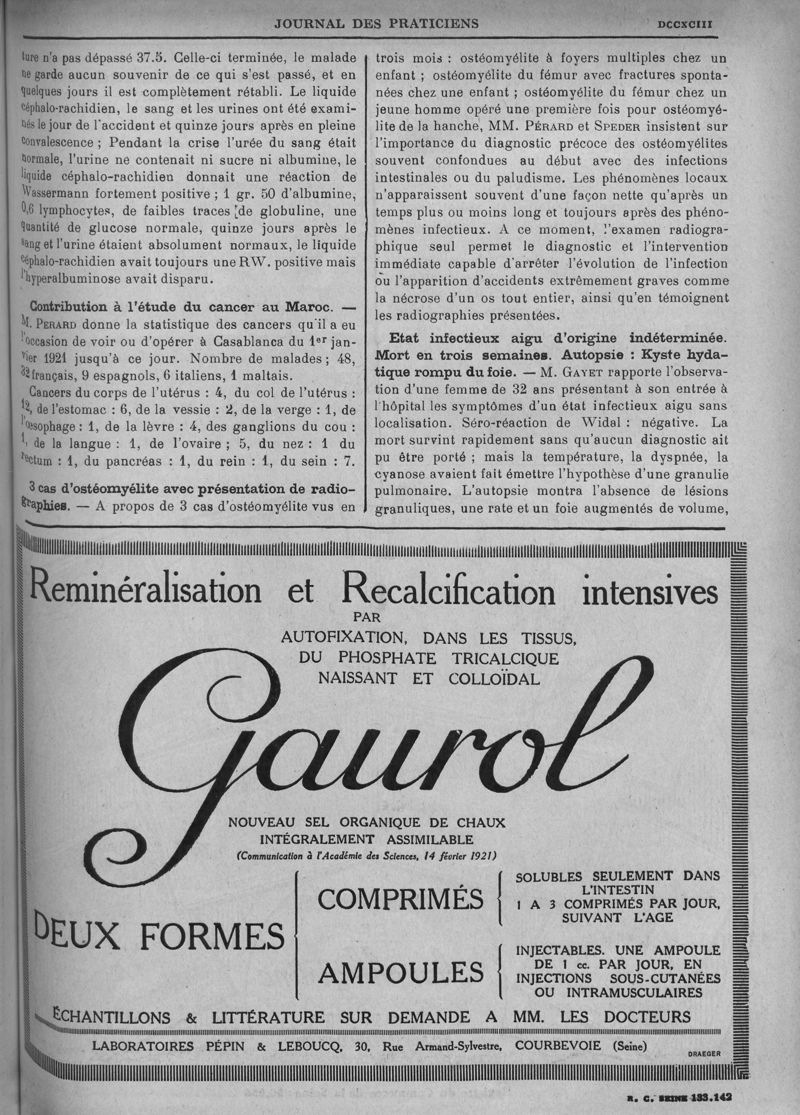 JOURNAL DES PRATICIENS DCCXCIII
ture n'a pas dépassé 37.5. Celle-ci terminée, le malade
ne garde aucun souvenir de ce qui s'est passé, et en
quelques jours il est complètement rétabli. Le liquide
céphalo-rachidien, le sang et les urines ont été exami-
nés le jour de l'accident et quinze jours après en pleine
convalescence ; Pendant la crise l'urée du sang était
normale, l'urine ne contenait ni sucre ni albumine, le
liquide céphalo-rachidien donnait une réaction de
Wassermann fortement positive ; 1 gr. 50 d'albumine,
0,6 lymphocytes, de faibles traces [de globuline, une
quantité de glucose normale, quinze jours après le
sang et l'urine étaient absolument normaux, le liquide
céphalo-rachidien avait toujours une RW. positive mais
l'hyperalbuminose avait disparu.
Contribution à l'étude du cancer au Maroc. —
M. PERARD donne la statistique des cancers qu'il a eu
l'occasion de voir ou d'opérer à Casablanca du 1er jan-
vier 1921 jusqu'à ce jour. Nombre de malades ; 48,
32 français, 9 espagnols, 6 italiens, 1 maltais.
Cancers du corps de l'utérus : 4, du col de l'utérus :
12, de l'estomac : 6, de la vessie : 2, de la verge : 1, de
l'œsophage : 1, de la lèvre : 4, des ganglions du cou :
1, de la langue : 1, de l'ovaire ; 5, du nez : 1 du
rectum : 1, du pancréas : 1, du rein : 1, du sein : 7.
3 cas d'ostéomyélite avec présentation de radio-
graphies. — A propos de 3 cas d'ostéomyélite vus en
trois mois : ostéomyélite à foyers multiples chez un
enfant ; ostéomyélite du fémur avec fractures sponta-
nées chez une enfant ; ostéomyélite du fémur chez un
jeune homme opéré une première fois pour ostéomyé-
lite de la hanche, MM. PÉRARD et SPEDER insistent sur
l'importance du diagnostic précoce des ostéomyélites
souvent confondues au début avec des infections
intestinales ou du paludisme. Les phénomènes locaux
n'apparaissent souvent d'une façon nette qu'après un
temps plus ou moins long et toujours après des phéno-
mènes infectieux. A ce moment, l'examen radiogra-
phique seul permet le diagnostic et l'intervention
immédiate capable d'arrêter l'évolution de l'infection
ou l'apparition d'accidents extrêmement graves comme
la nécrose d'un os tout entier, ainsi qu'en témoignent
les radiographies présentées.
Etat infectieux aigu d'origine indéterminée.
Mort en trois semaines. Autopsie : Kyste hyda-
tique rompu du foie. — M. GAYET rapporte l'observa-
tion d'une femme de 32 ans présentant à son entrée à
l'hôpital les symptômes d'un état infectieux aigu sans
localisation. Séro-réaction de Widal : négative. La
mort survint rapidement sans qu'aucun diagnostic ait
pu être porté ; mais la température, la dyspnée, la
cyanose avaient fait émettre l'hypothèse d'une granulie
pulmonaire. L'autopsie montra l'absence de lésions
granuliques, une rate et un foie augmentés de volume,
Reminéralisation et Recalcification intensives
PAR
AUTOFIXATION, DANS LES TISSUS,
DU PHOSPHATE TRICALCIQUE
NAISSANT ET COLLOÏDAL
Gaurol
NOUVEAU SEL ORGANIQUE DE CHAUX
INTÉGRALEMENT ASSIMILABLE
(Communication à l'Académie des Sciences, 14 février 1921)
DEUX FORMES
COMPRIMÉS
SOLUBLES SEULEMENT DANS
L'INTESTIN
1 A 3 COMPRIMÉS PAR JOUR,
SUIVANT L'AGE
AMPOULES
INJECTABLES. UNE AMPOULE
DE 1 cc. PAR JOUR, EN
INJECTIONS SOUS-CUTANÉES
OU INTRAMUSCULAIRES
ÉCHANTILLONS & LITTÉRATURE SUR DEMANDE A MM. LES DOCTEURS
LABORATOIRES PÉPIN & LEBOUCQ, 30, Rue Armand-Sylvestre, COURBEVOIE (Seine)
DRAEGER
R. C. SEINE 133.142